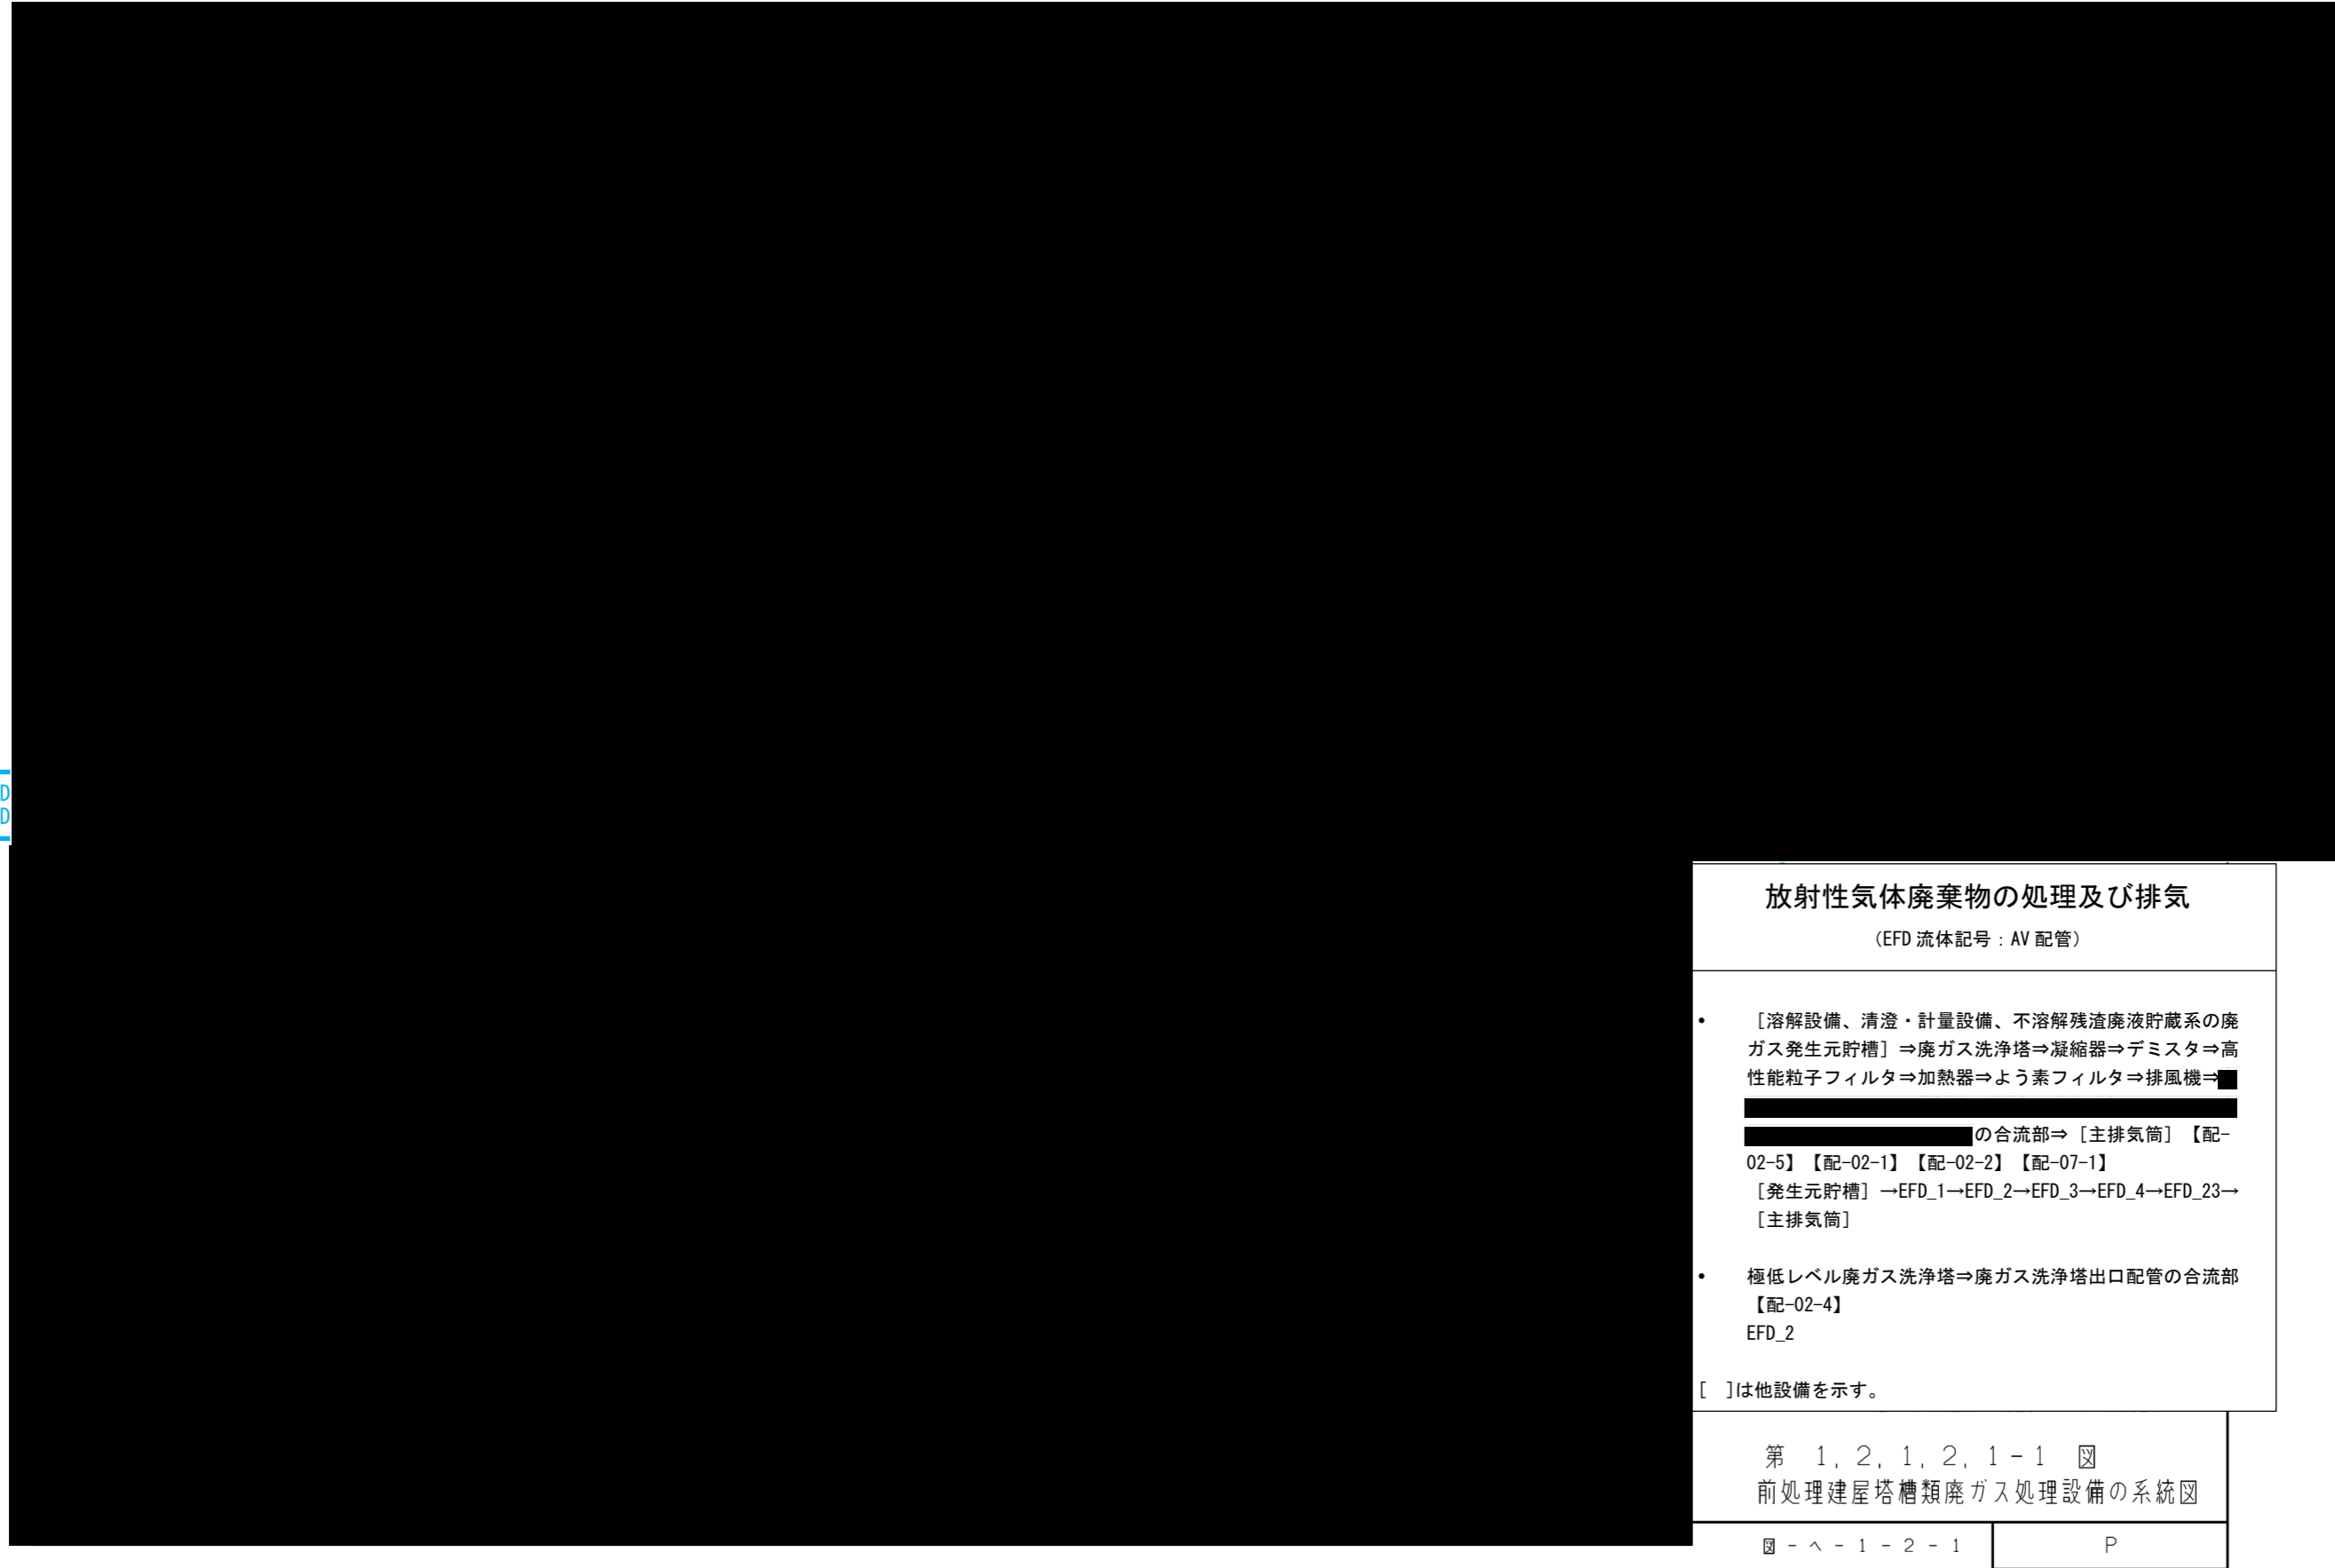 D
D
放射性気体廃棄物の処理及び排気
（EFD 流体記号：AV 配管）
• ［溶解設備、清澄・計量設備、不溶解残渣廃液貯蔵系の廃
ガス発生元貯槽］⇒廃ガス洗浄塔⇒凝縮器⇒デミスタ⇒高
性能粒子フィルタ⇒加熱器⇒よう素フィルタ⇒排風機⇒
の合流部⇒［主排気筒］【配-
02-5】【配-02-1】【配-02-2】【配-07-1】
［発生元貯槽］→EFD_1→EFD_2→EFD_3→EFD_4→EFD_23→
［主排気筒］
• 極低レベル廃ガス洗浄塔⇒廃ガス洗浄塔出口配管の合流部
【配-02-4】
EFD_2
[ ]は他設備を示す。
第 1.2.1.2.1-1 図
前処理建屋塔槽類廃ガス処理設備の系統図
図-ヘ-1-2-1
P